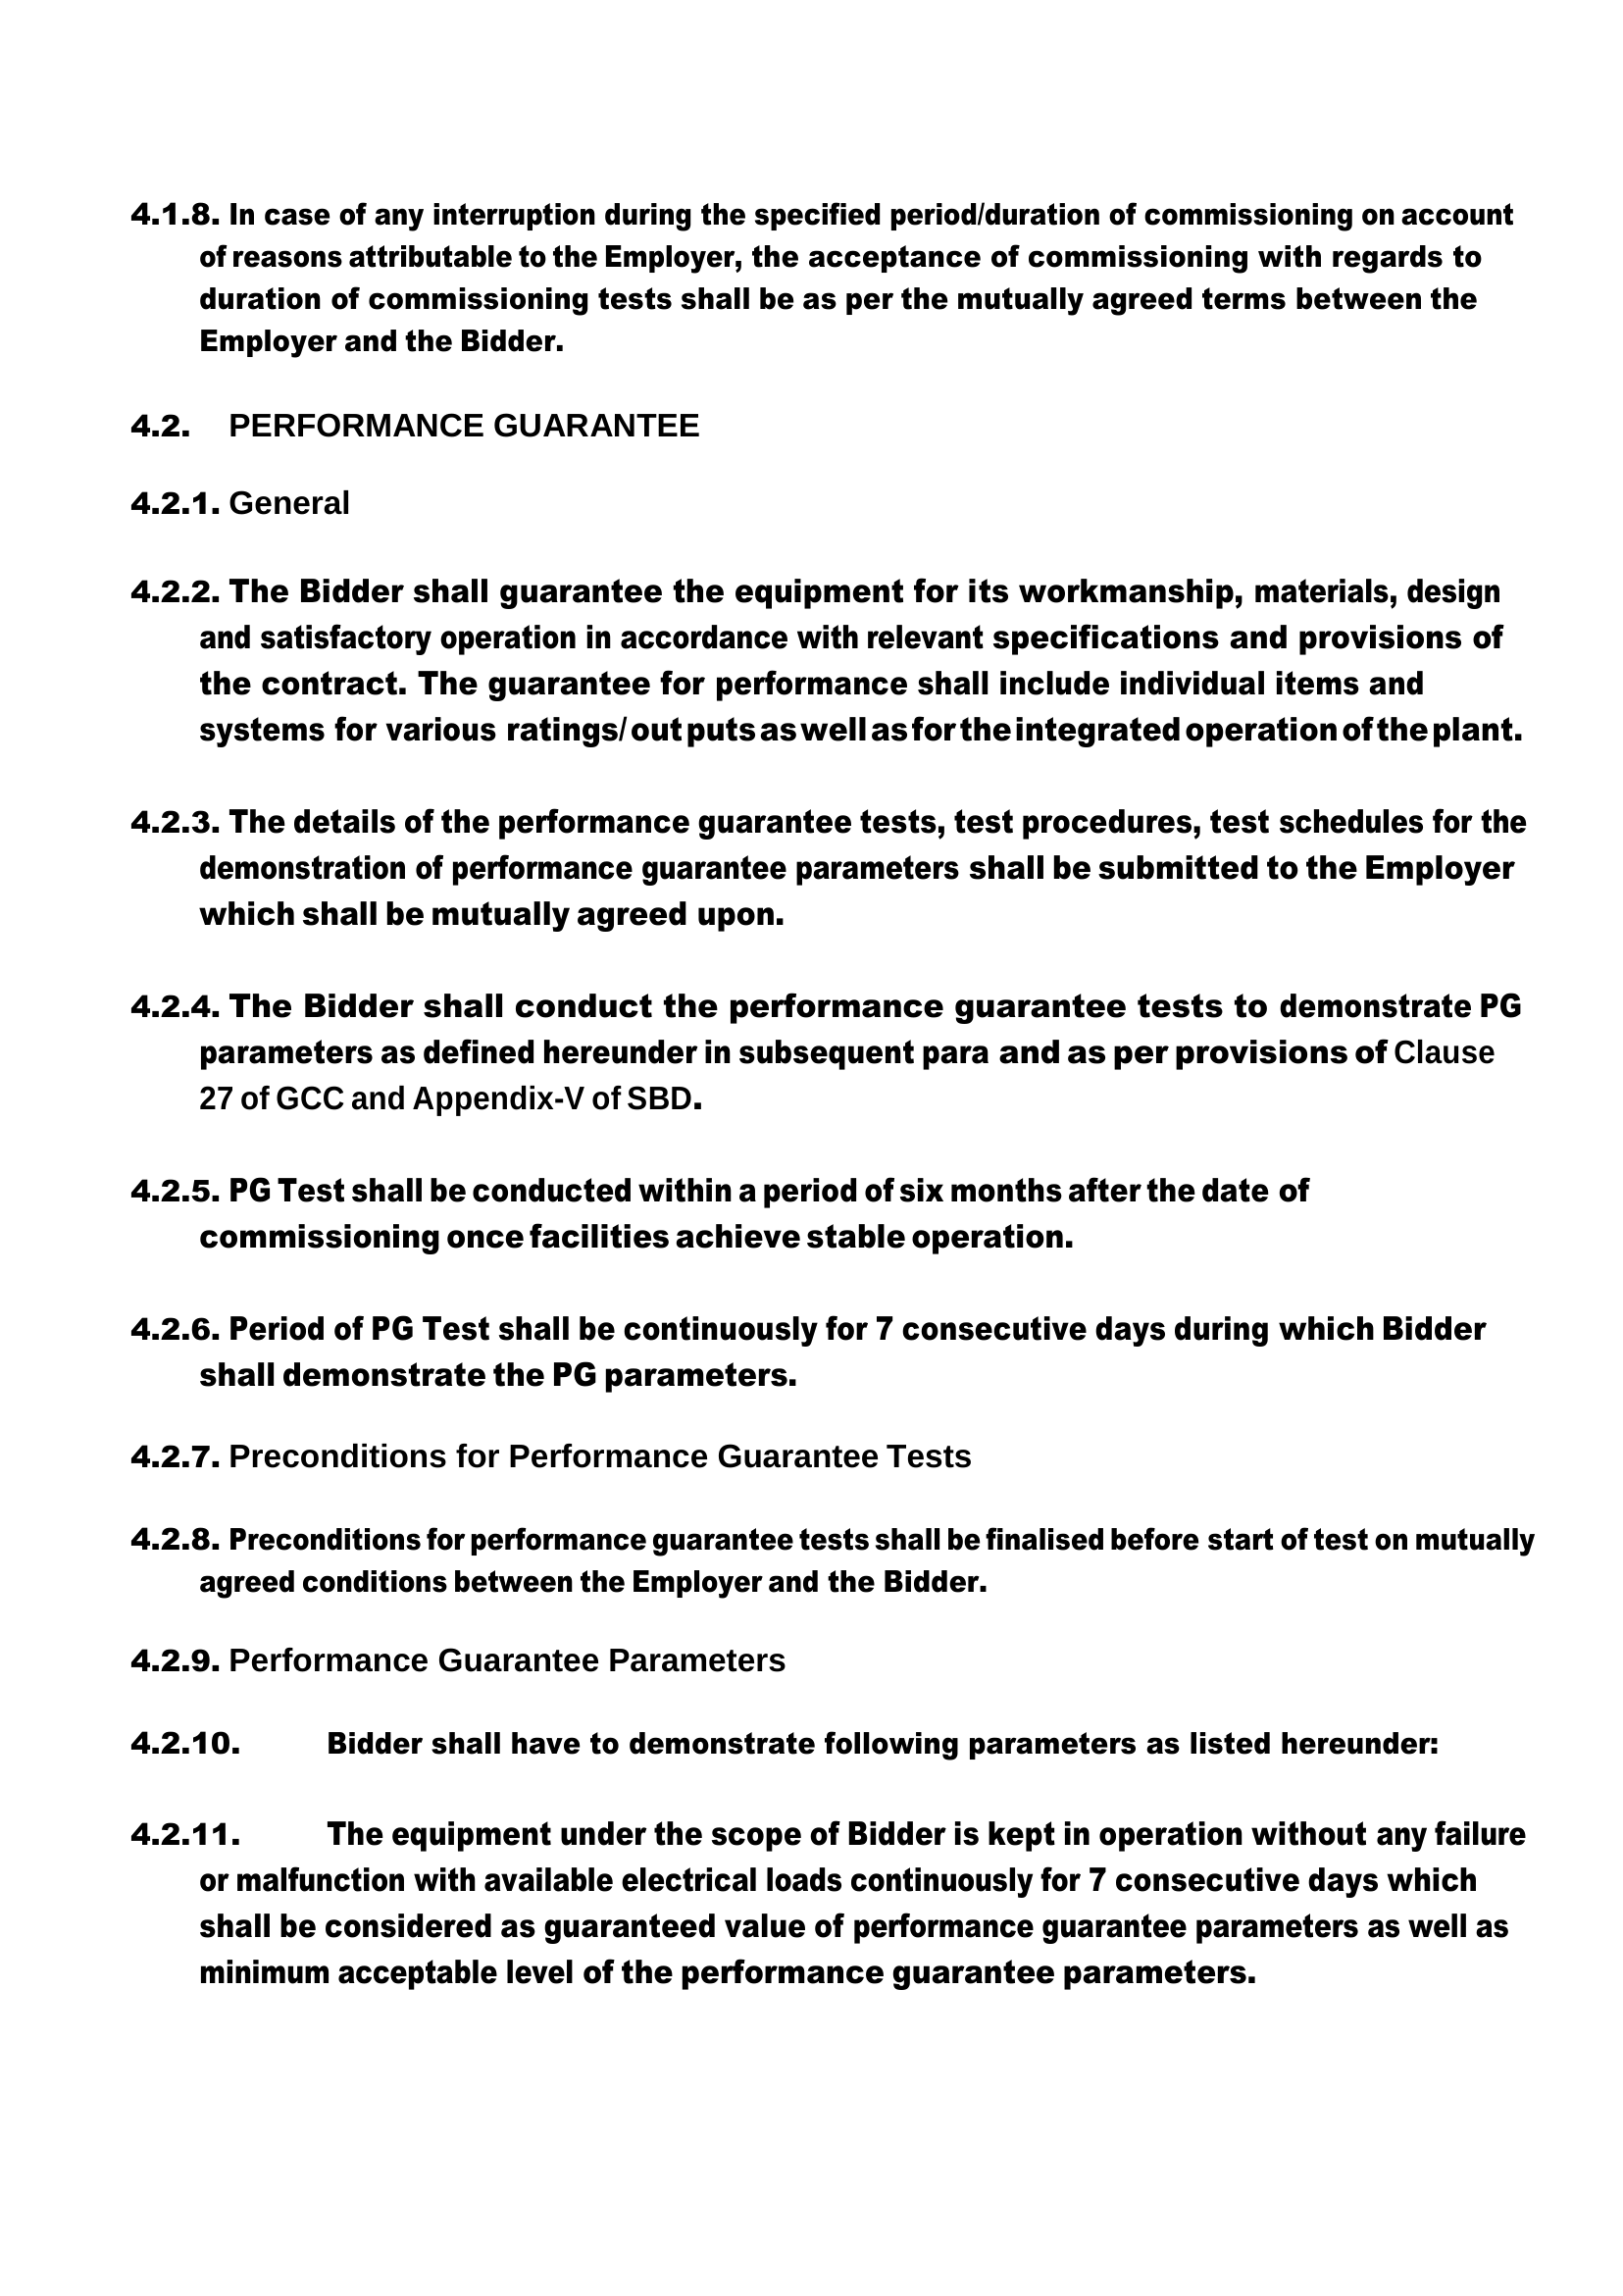 4.1.8. In case of any interruption during the specified period/duration of commissioning on account
of reasons attributable to the Employer, the acceptance of commissioning with regards to
duration of commissioning tests shall be as per the mutually agreed terms between the
Employer and the Bidder.
4.2. PERFORMANCE GUARANTEE
4.2.1. General
4.2.2. The Bidder shall guarantee the equipment for its workmanship, materials, design
and satisfactory operation in accordance with relevant specifications and provisions of
the contract. The guarantee for performance shall include individual items and
systems for various ratings/ out puts as well as for the integrated operation of the plant.
4.2.3. The details of the performance guarantee tests, test procedures, test schedules for the
demonstration of performance guarantee parameters shall be submitted to the Employer
which shall be mutually agreed upon.
4.2.4. The Bidder shall conduct the performance guarantee tests to demonstrate PG
parameters as defined hereunder in subsequent para and as per provisions of Clause
27 of GCC and Appendix-V of SBD.
4.2.5. PG Test shall be conducted within a period of six months after the date of
commissioning once facilities achieve stable operation.
4.2.6. Period of PG Test shall be continuously for 7 consecutive days during which Bidder
shall demonstrate the PG parameters.
4.2.7. Preconditions for Performance Guarantee Tests
4.2.8. Preconditions for performance guarantee tests shall be finalised before start of test on mutually
agreed conditions between the Employer and the Bidder.
4.2.9. Performance Guarantee Parameters
4.2.10. Bidder shall have to demonstrate following parameters as listed hereunder:
4.2.11. The equipment under the scope of Bidder is kept in operation without any failure
or malfunction with available electrical loads continuously for 7 consecutive days which
shall be considered as guaranteed value of performance guarantee parameters as well as
minimum acceptable level of the performance guarantee parameters.